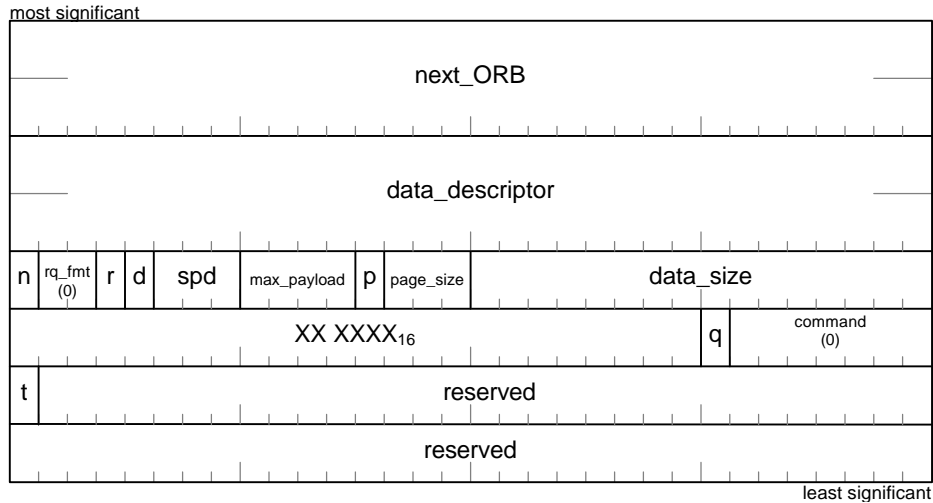 most significant
next_ORB
data_descriptor
n rq_fmt (0) r d spd max_payload p page_size data_size
XX XXXX₁₆ q command (0)
t reserved
reserved
least significant